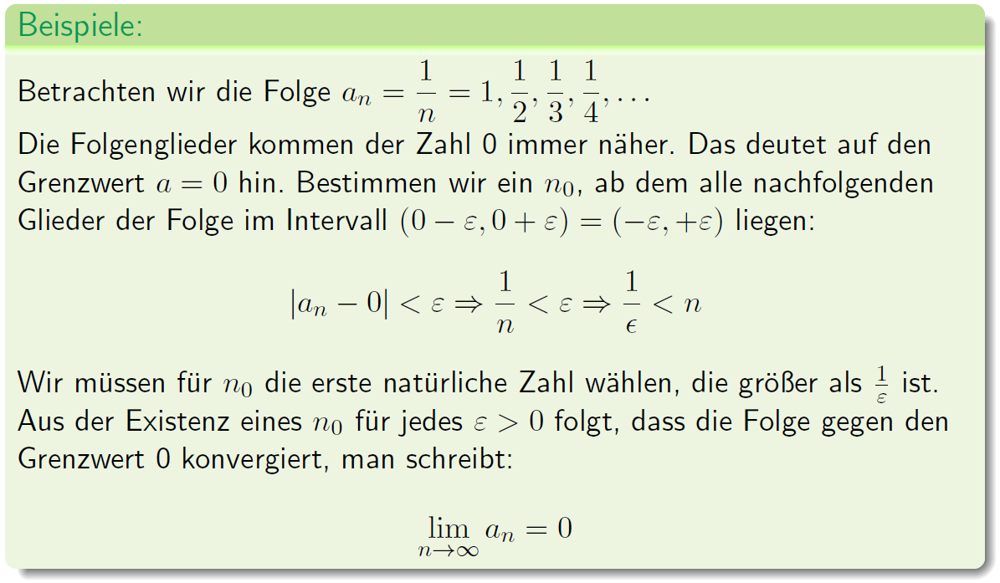 Beispiele:
Betrachten wir die Folge $a_n = \dfrac{1}{n} = 1, \dfrac{1}{2}, \dfrac{1}{3}, \dfrac{1}{4}, \ldots$
Die Folgenglieder kommen der Zahl 0 immer näher. Das deutet auf den
Grenzwert $a = 0$ hin. Bestimmen wir ein $n_0$, ab dem alle nachfolgenden
Glieder der Folge im Intervall $(0 - \varepsilon, 0 + \varepsilon) = (-\varepsilon, +\varepsilon)$ liegen:
$|a_n - 0| < \varepsilon \Rightarrow \dfrac{1}{n} < \varepsilon \Rightarrow \dfrac{1}{\epsilon} < n$
Wir müssen für $n_0$ die erste natürliche Zahl wählen, die größer als $\frac{1}{\varepsilon}$ ist.
Aus der Existenz eines $n_0$ für jedes $\varepsilon > 0$ folgt, dass die Folge gegen den
Grenzwert 0 konvergiert, man schreibt:
$\lim\limits_{n \to \infty} a_n = 0$